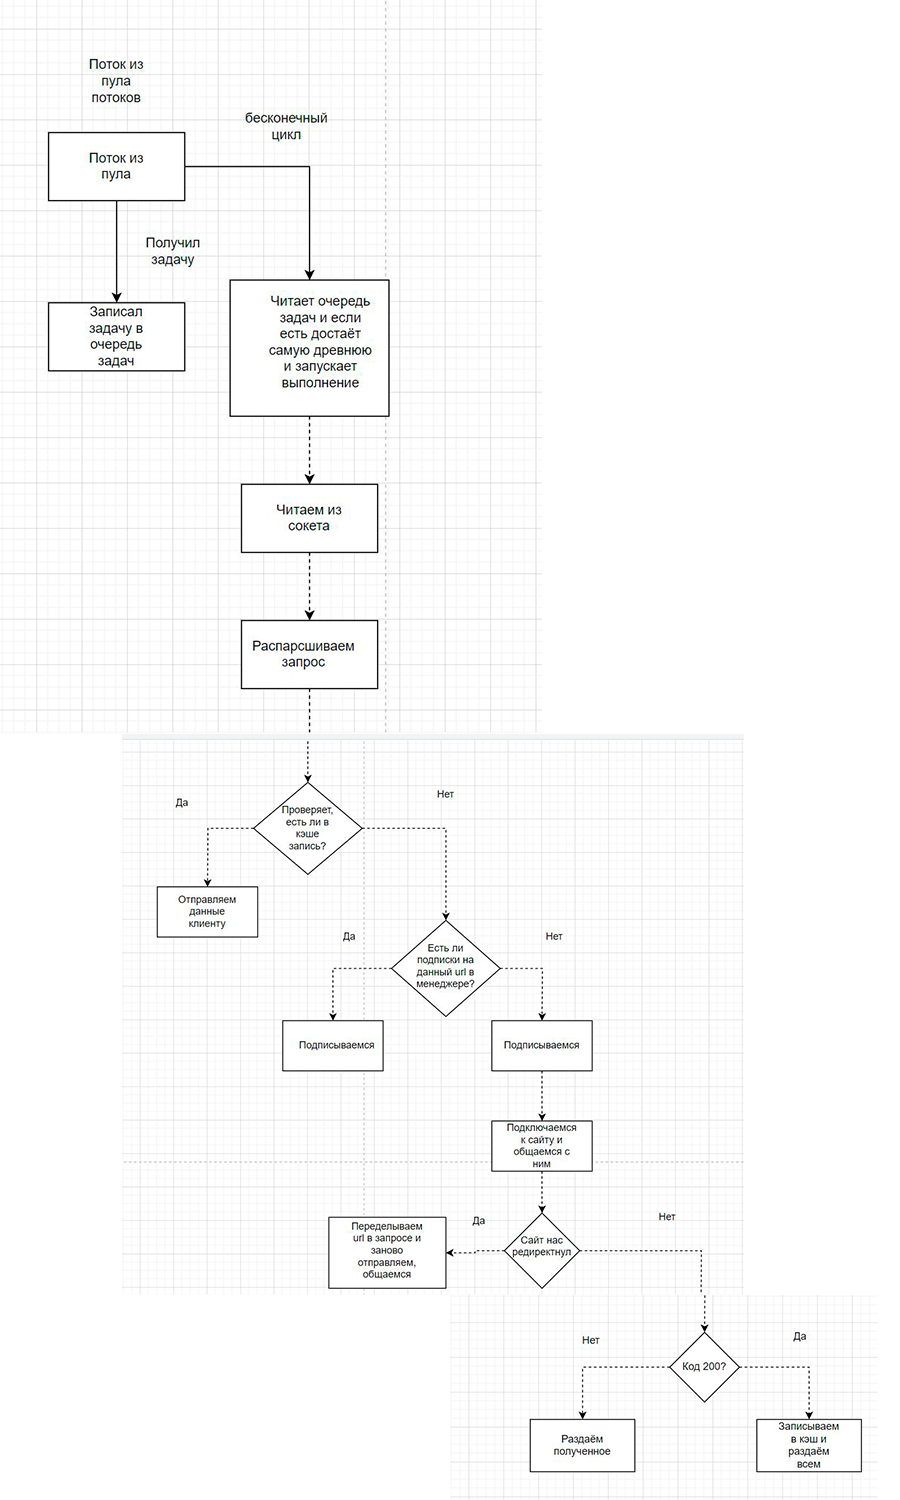 Поток из
пула
потоков
бесконечный
цикл
Поток из
пула
Получил
задачу
Записал
задачу в
очередь
задач
Читает очередь
задач и если
есть достаёт
самую древнюю
и запускает
выполнение
Читаем из
сокета
Распарсшиваем
запрос
Да
Нет
Проверяет,
есть ли в
кэше
запись?
Отправляем
данные
клиенту
Да
Нет
Есть ли
подписки на
данный url в
менеджере?
Подписываемся
Подписываемся
Подключаемся
к сайту и
общаемся с
ним
Да
Нет
Переделываем
url в запросе и
заново
отправляем,
общаемся
Сайт нас
редиректнул
Нет
Да
Код 200?
Раздаём
полученное
Записываем
в кэш и
раздаём
всем